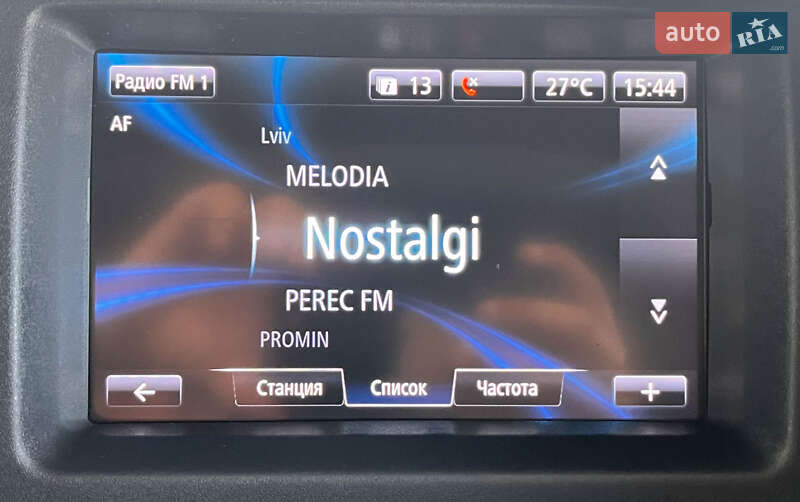 auto RIA .com
Радио FM 1 13 27°C 15:44
AF
Lviv
MELODIA
Nostalgi
PEREC FM
PROMIN
Станция Список Частота